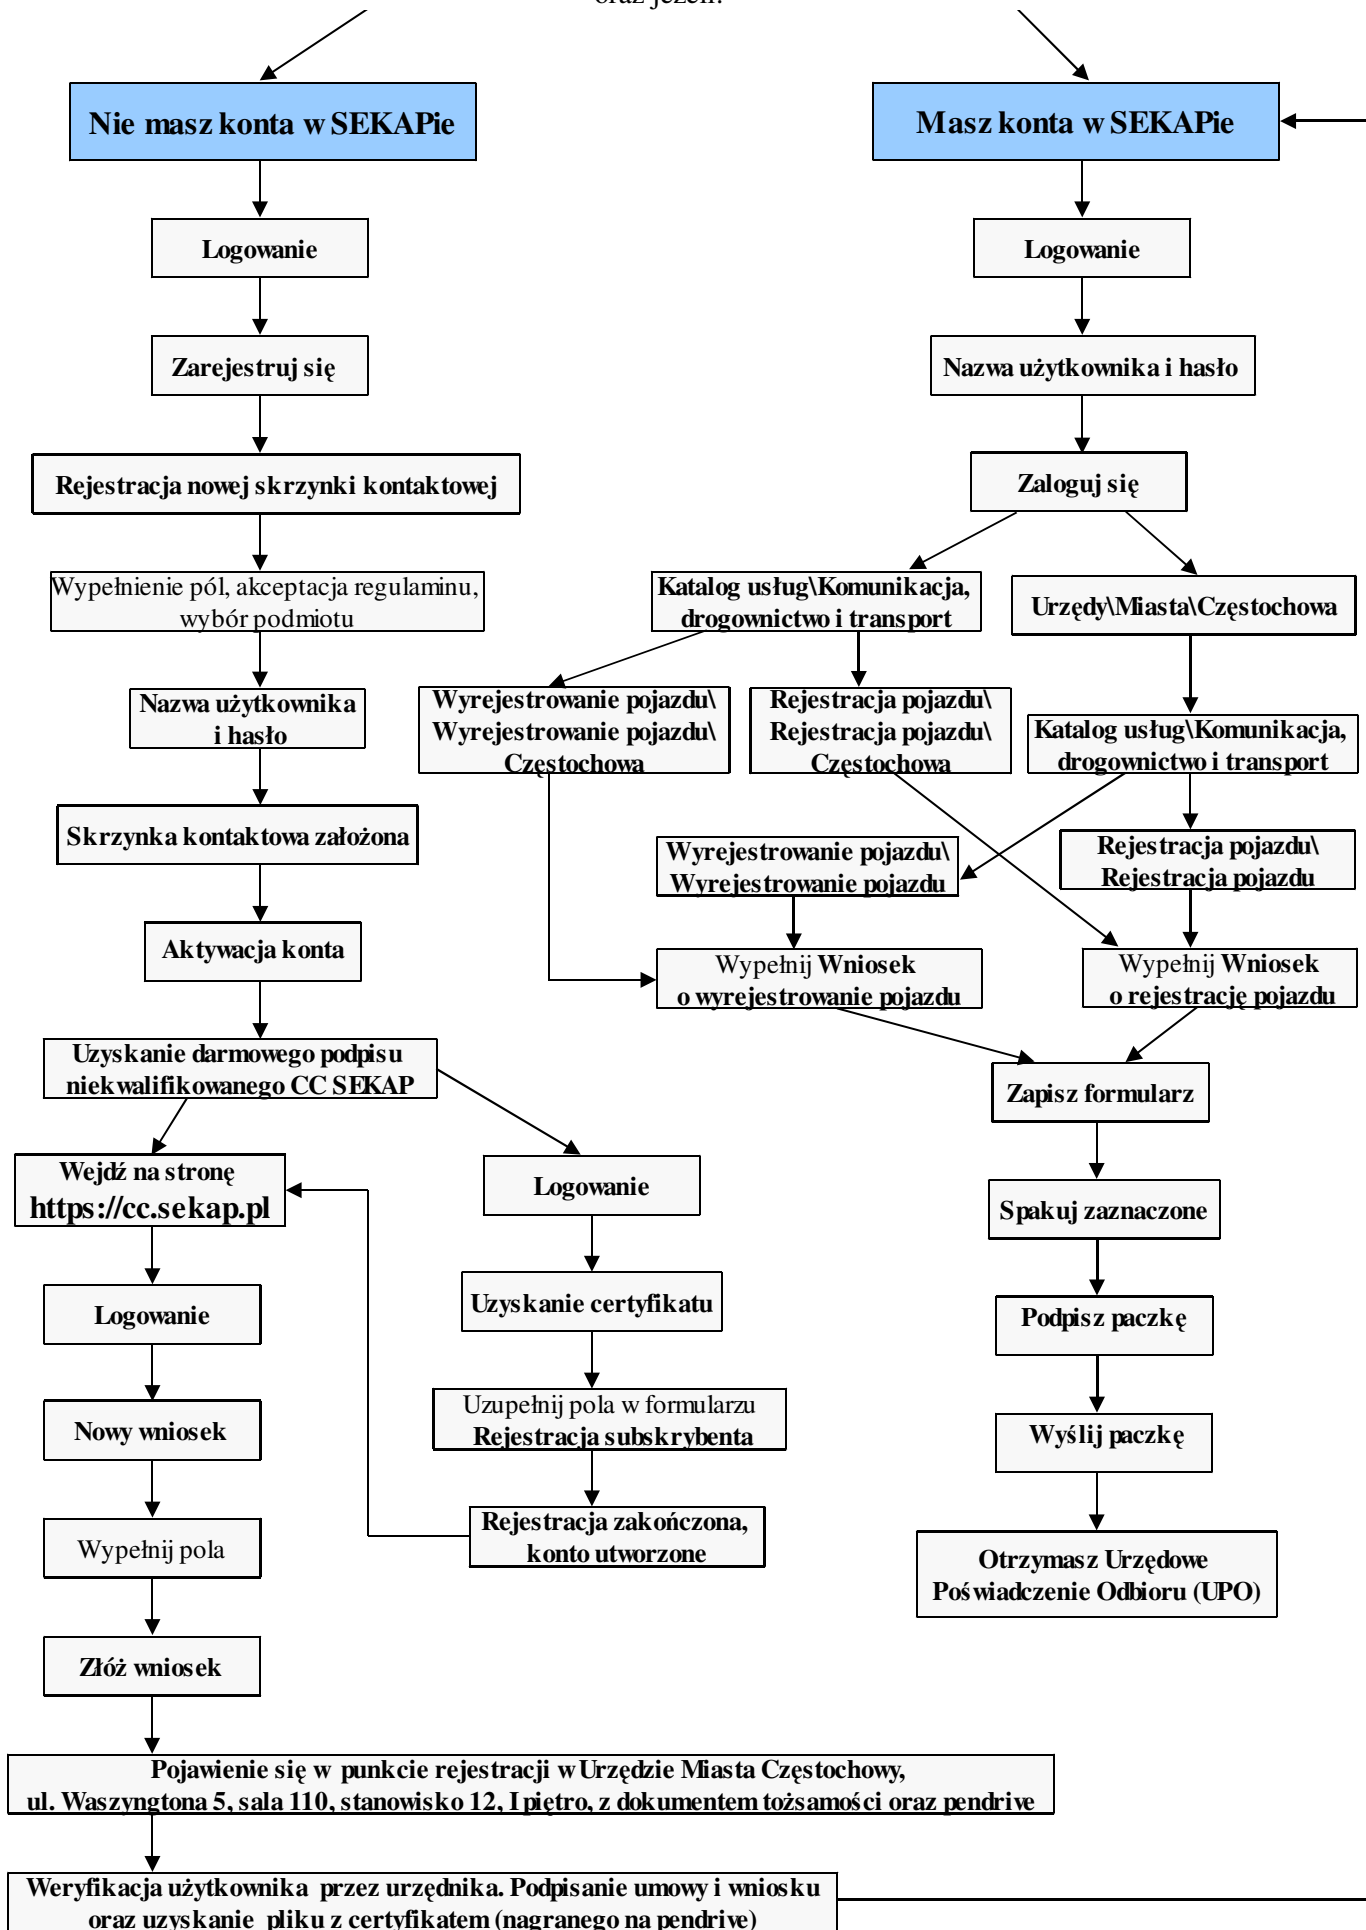 oraz jeżeli:
Nie masz konta w SEKAPie
Logowanie
Zarejestruj się
Rejestracja nowej skrzynki kontaktowej
Wypełnienie pól, akceptacja regulaminu,
wybór podmiotu
Nazwa użytkownika
i hasło
Skrzynka kontaktowa założona
Aktywacja konta
Uzyskanie darmowego podpisu
niekwalifikowanego CC SEKAP
Wejdź na stronę
https://cc.sekap.pl
Logowanie
Nowy wniosek
Wypełnij pola
Złóż wniosek
Logowanie
Uzyskanie certyfikatu
Uzupełnij pola w formularzu
Rejestracja subskrybenta
Rejestracja zakończona,
konto utworzone
Pojawienie się w punkcie rejestracji w Urzędzie Miasta Częstochowy,
ul. Waszyngtona 5, sala 110, stanowisko 12, I piętro, z dokumentem tożsamości oraz pendrive
Weryfikacja użytkownika przez urzędnika. Podpisanie umowy i wniosku
oraz uzyskanie pliku z certyfikatem (nagranego na pendrive)
Masz konta w SEKAPie
Logowanie
Nazwa użytkownika i hasło
Zaloguj się
Katalog usług\Komunikacja,
drogownictwo i transport
Urzędy\Miasta\Częstochowa
Wyrejestrowanie pojazdu\
Wyrejestrowanie pojazdu\
Częstochowa
Rejestracja pojazdu\
Rejestracja pojazdu\
Częstochowa
Katalog usług\Komunikacja,
drogownictwo i transport
Wyrejestrowanie pojazdu\
Wyrejestrowanie pojazdu
Rejestracja pojazdu\
Rejestracja pojazdu
Wypełnij Wniosek
o wyrejestrowanie pojazdu
Wypełnij Wniosek
o rejestrację pojazdu
Zapisz formularz
Spakuj zaznaczone
Podpisz paczkę
Wyślij paczkę
Otrzymasz Urzędowe
Poświadczenie Odbioru (UPO)